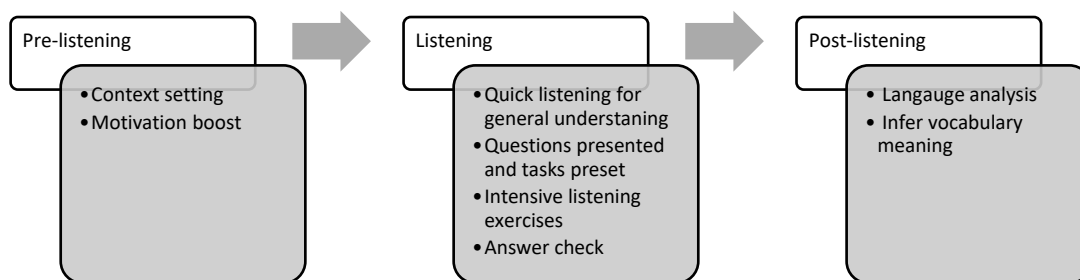 Pre-listening
• Context setting
• Motivation boost
Listening
• Quick listening for
general understaning
• Questions presented
and tasks preset
• Intensive listening
exercises
• Answer check
Post-listening
• Langauge analysis
• Infer vocabulary
meaning